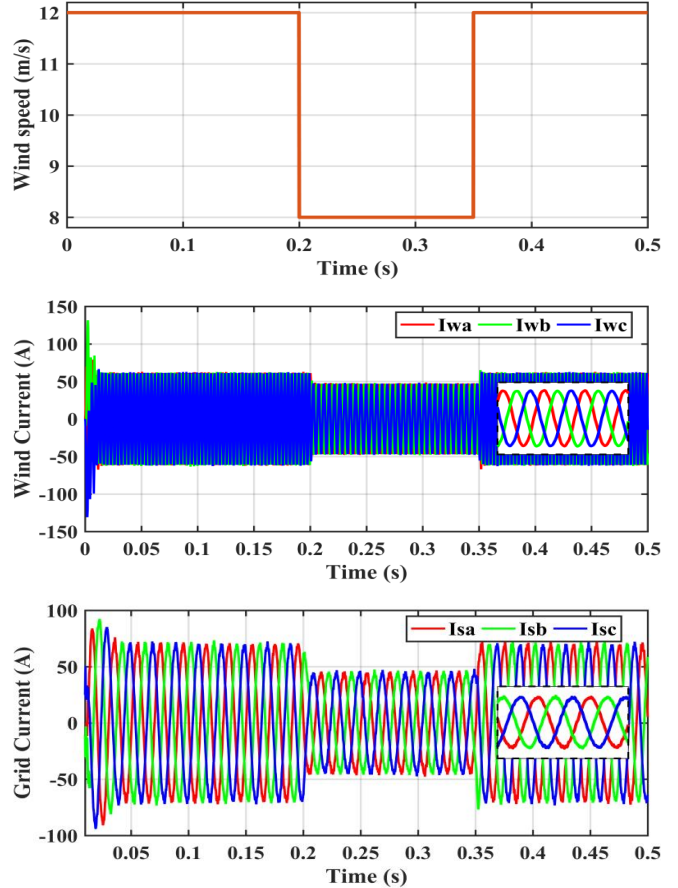 12
11
10
9
8
Wind speed (m/s)
0 0.1 0.2 0.3 0.4 0.5
Time (s)
150
100
50
0
-50
-100
-150
Wind Current (A)
Iwa Iwb Iwc
0 0.05 0.1 0.15 0.2 0.25 0.3 0.35 0.4 0.45 0.5
Time (s)
100
50
0
-50
-100
Grid Current (A)
Isa Isb Isc
0.05 0.1 0.15 0.2 0.25 0.3 0.35 0.4 0.45 0.5
Time (s)